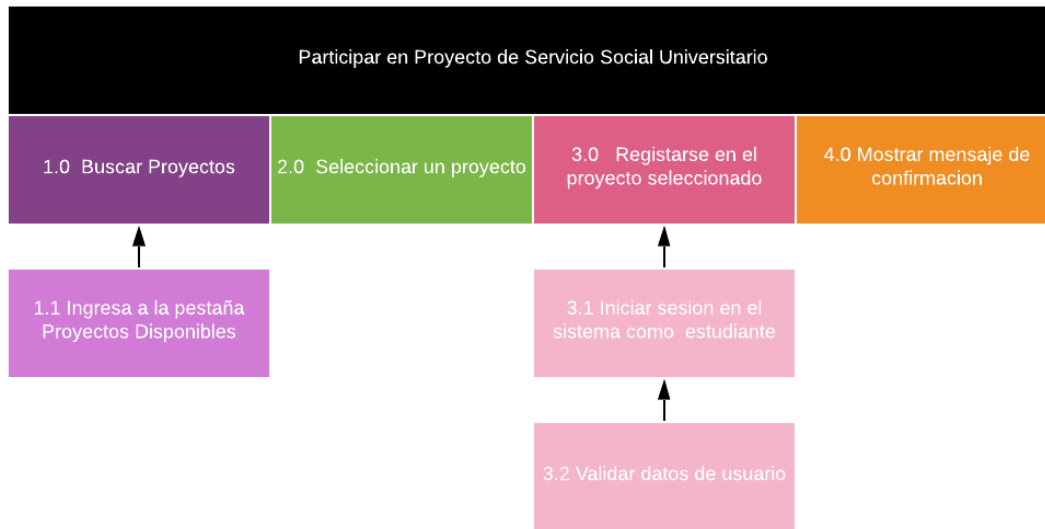 Participar en Proyecto de Servicio Social Universitario
1.0 Buscar Proyectos
2.0 Seleccionar un proyecto
3.0 Registarse en el
proyecto seleccionado
4.0 Mostrar mensaje de
confirmacion
1.1 Ingresa a la pestaña
Proyectos Disponibles
3.1 Iniciar sesion en el
sistema como estudiante
3.2 Validar datos de usuario